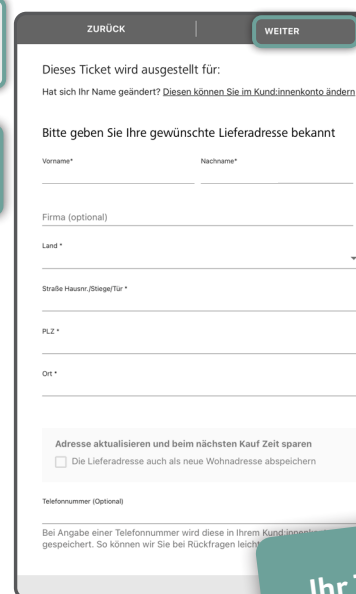 ZURÜCK
WEITER
Dieses Ticket wird ausgestellt für:
Hat sich Ihr Name geändert? Diesen können Sie im Kund:innenkonto ändern
Bitte geben Sie Ihre gewünschte Lieferadresse bekannt
Vorname* Nachname*
Firma (optional)
Land *
Straße Hausnr./Stiege/Tür *
PLZ *
Ort *
Adresse aktualisieren und beim nächsten Kauf Zeit sparen
Die Lieferadresse auch als neue Wohnadresse abspeichern
Telefonnummer (Optional)
Bei Angabe einer Telefonnummer wird diese in Ihrem
gespeichert. So können wir Sie bei Rückfragen
Ihr